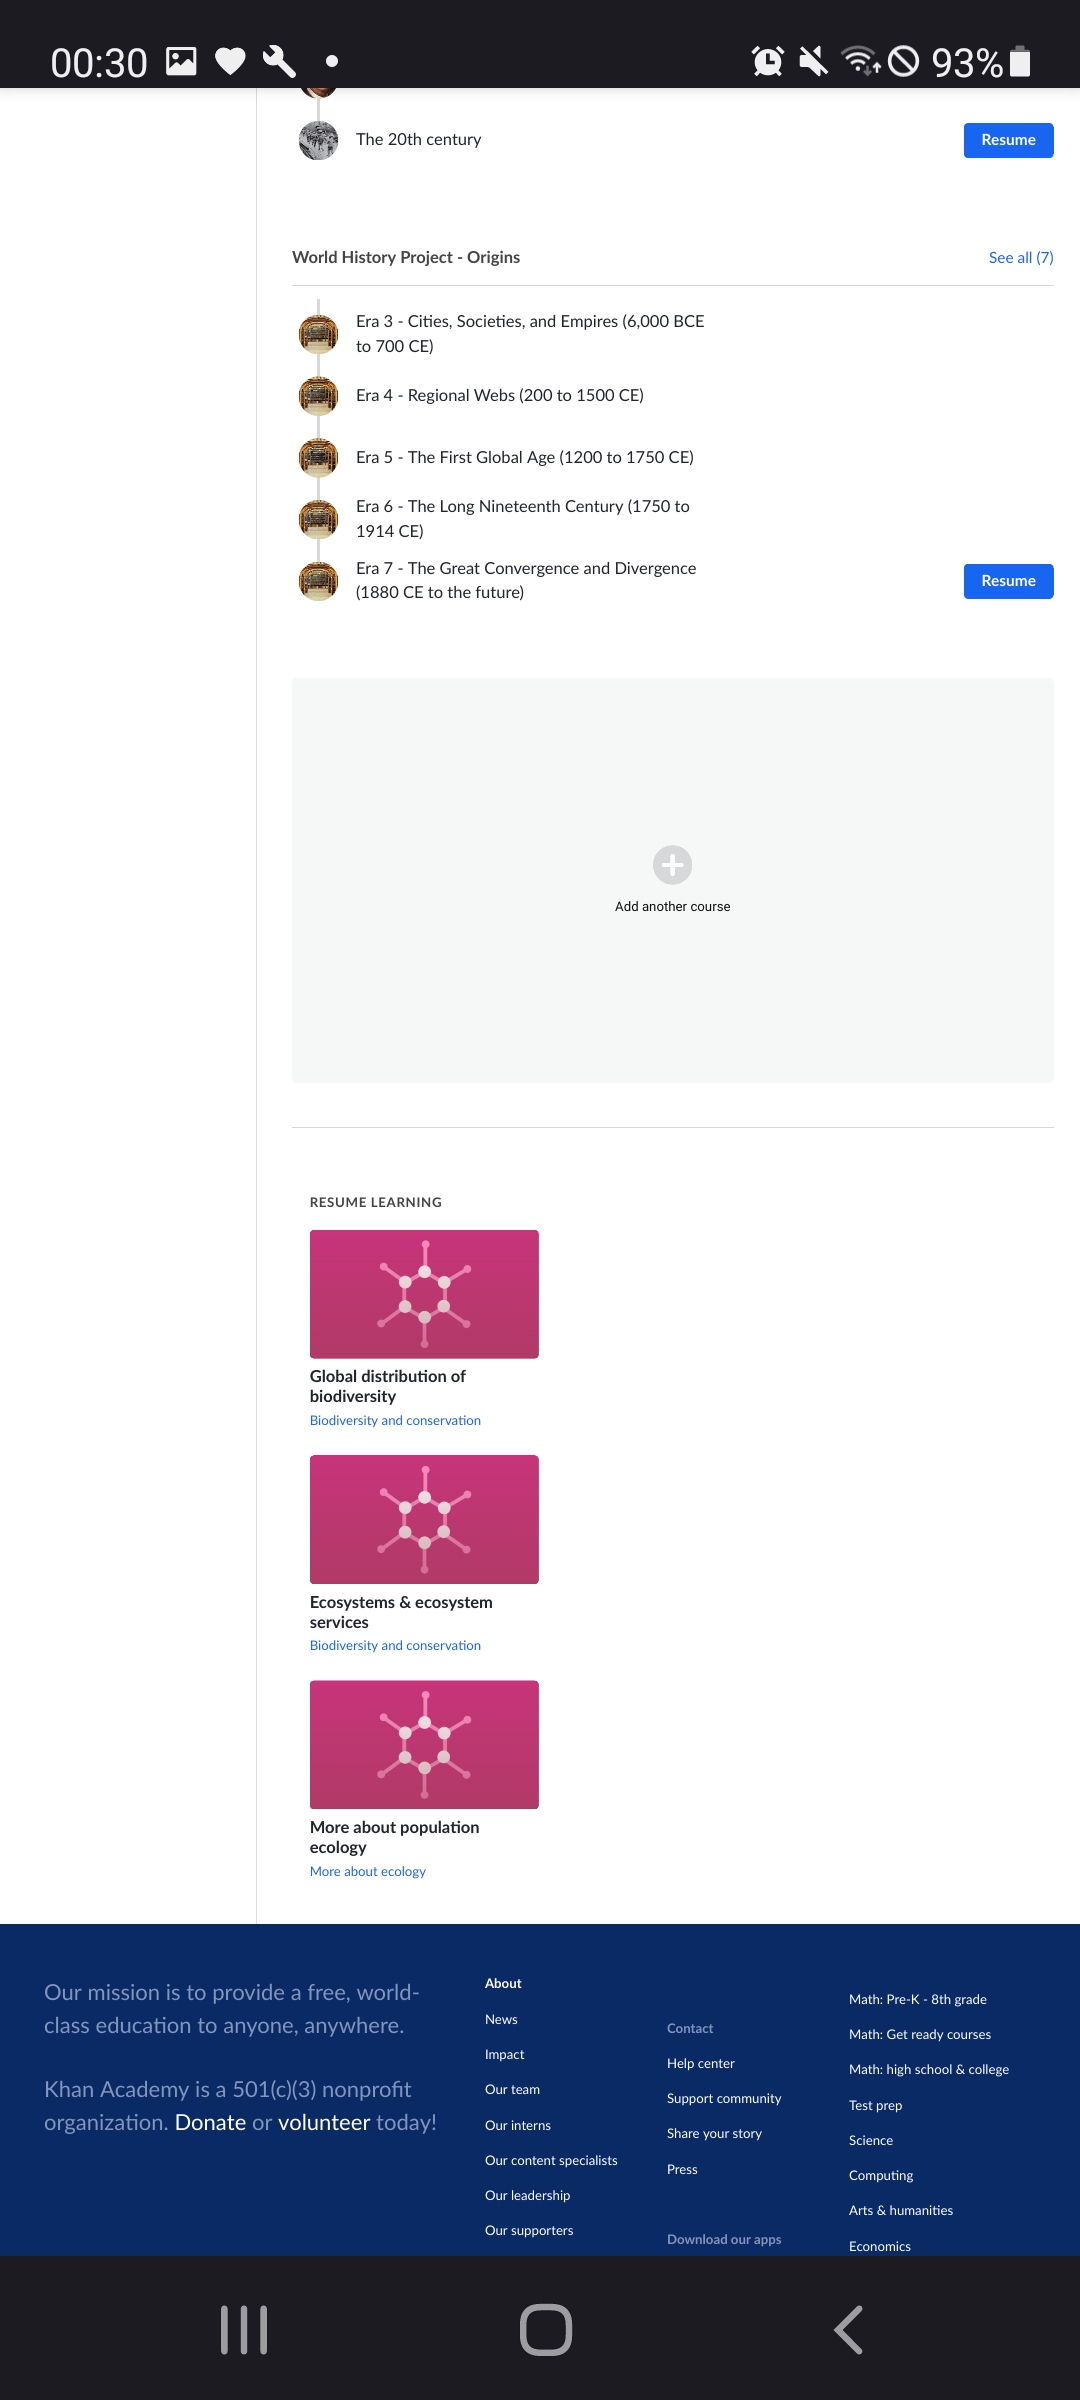 00:30
93%
The 20th century
Resume
World History Project - Origins
See all (7)
Era 3 - Cities, Societies, and Empires (6,000 BCE
to 700 CE)
Era 4 - Regional Webs (200 to 1500 CE)
Era 5 - The First Global Age (1200 to 1750 CE)
Era 6 - The Long Nineteenth Century (1750 to
1914 CE)
Era 7 - The Great Convergence and Divergence
(1880 CE to the future)
Resume
Add another course
RESUME LEARNING
Global distribution of
biodiversity
Biodiversity and conservation
Ecosystems & ecosystem
services
Biodiversity and conservation
More about population
ecology
More about ecology
Our mission is to provide a free, world-
class education to anyone, anywhere.
Khan Academy is a 501(c)(3) nonprofit
organization. Donate or volunteer today!
About
News
Impact
Our team
Our interns
Our content specialists
Our leadership
Our supporters
Contact
Help center
Support community
Share your story
Press
Download our apps
Math: Pre-K - 8th grade
Math: Get ready courses
Math: high school & college
Test prep
Science
Computing
Arts & humanities
Economics